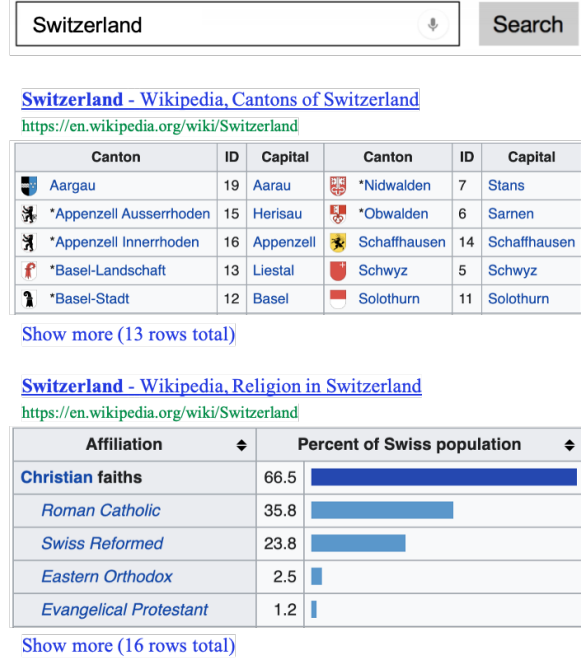 Switzerland Search
Switzerland - Wikipedia, Cantons of Switzerland
https://en.wikipedia.org/wiki/Switzerland
Canton ID Capital Canton ID Capital
Aargau 19 Aarau *Nidwalden 7 Stans
*Appenzell Ausserrhoden 15 Herisau *Obwalden 6 Sarnen
*Appenzell Innerrhoden 16 Appenzell Schaffhausen 14 Schaffhausen
*Basel-Landschaft 13 Liestal Schwyz 5 Schwyz
*Basel-Stadt 12 Basel Solothurn 11 Solothurn
Show more (13 rows total)
Switzerland - Wikipedia, Religion in Switzerland
https://en.wikipedia.org/wiki/Switzerland
Affiliation Percent of Swiss population
Christian faiths 66.5
Roman Catholic 35.8
Swiss Reformed 23.8
Eastern Orthodox 2.5
Evangelical Protestant 1.2
Show more (16 rows total)